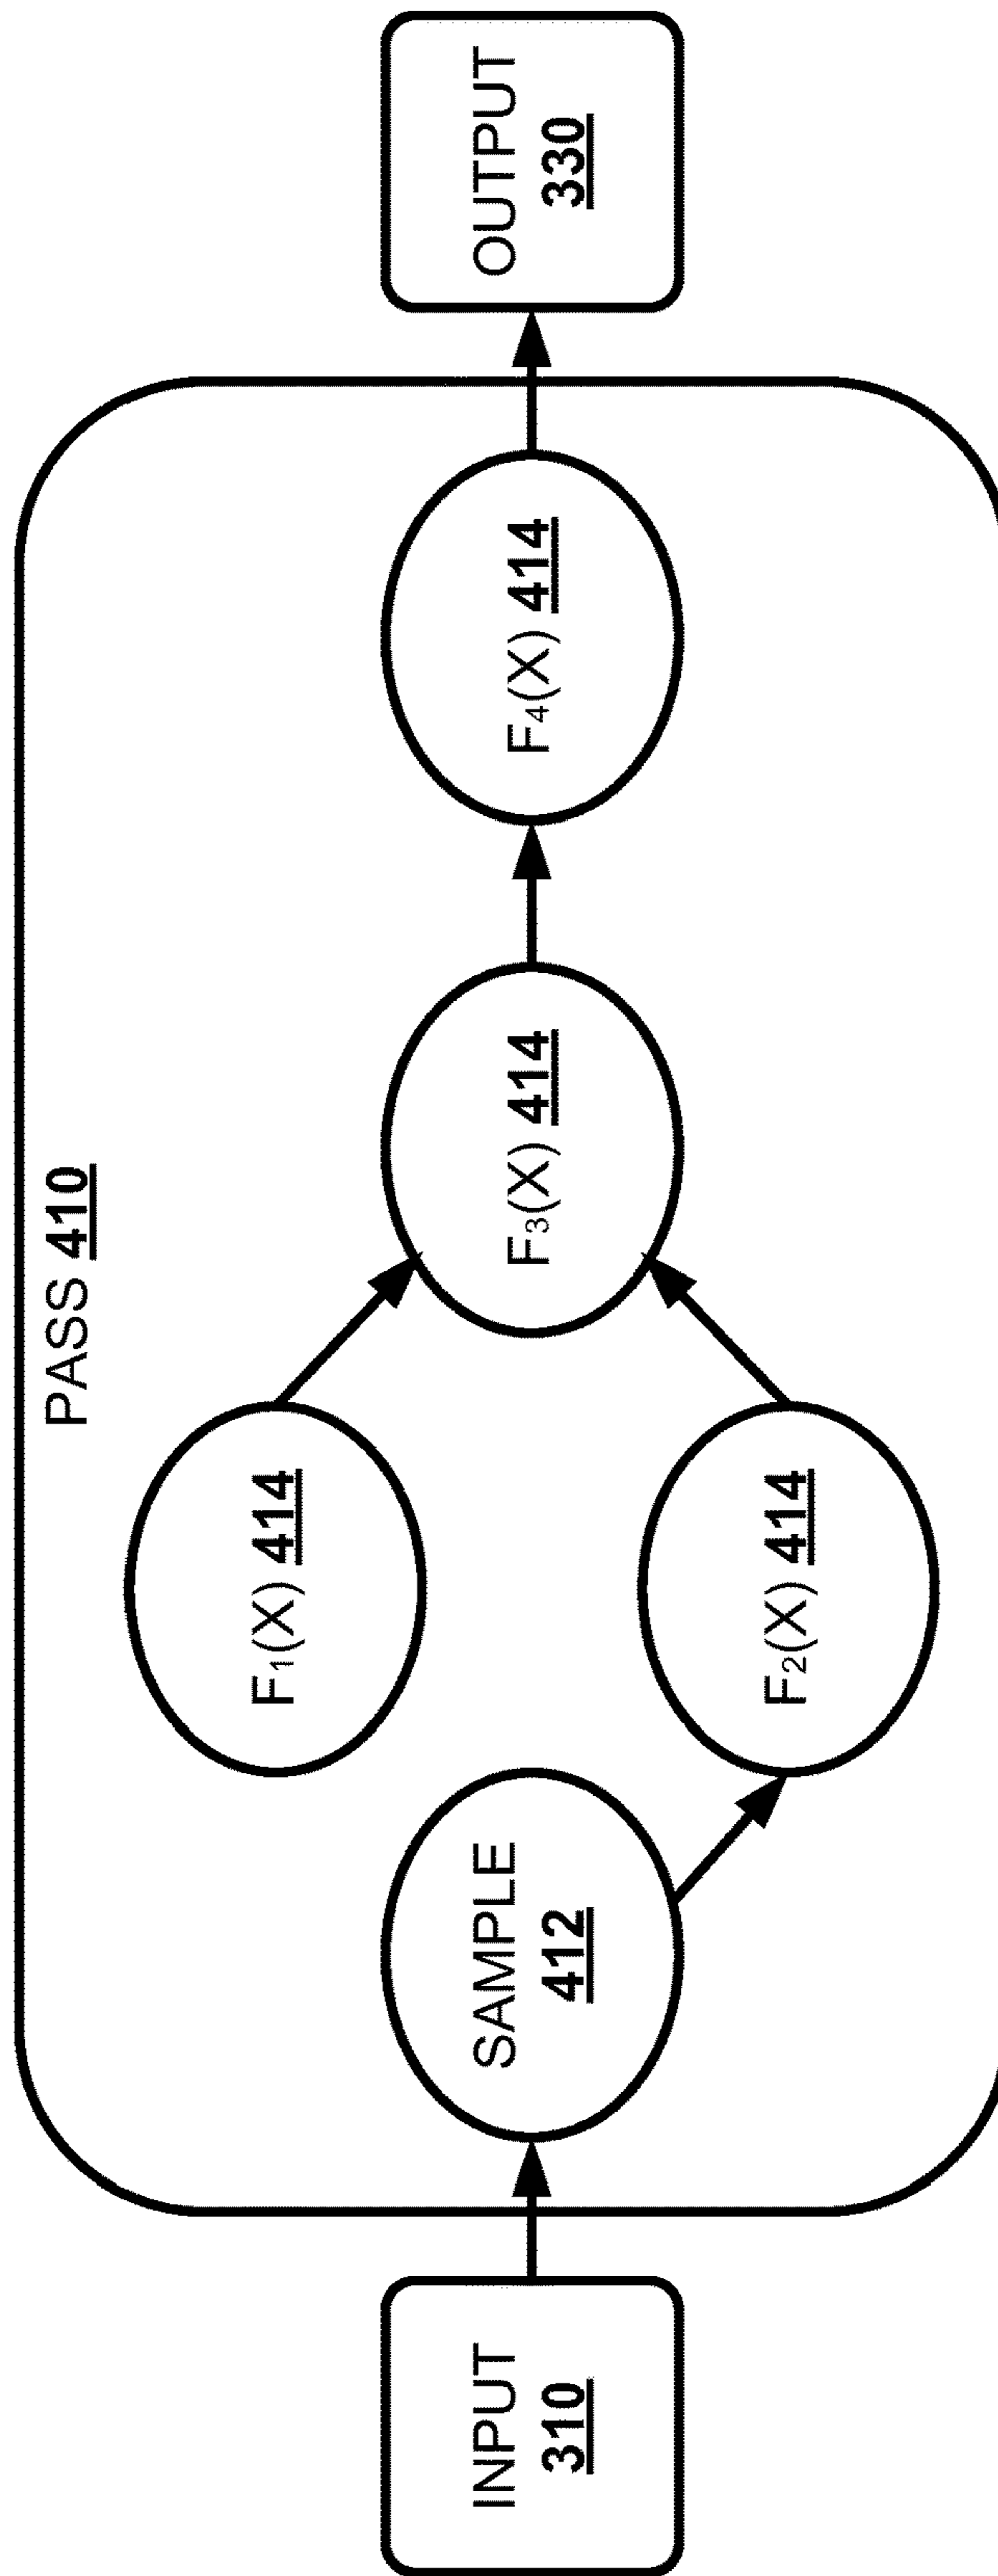 PASS 410
INPUT
310
SAMPLE
412
F₁(X) 414
F₂(X) 414
F₃(X) 414
F₄(X) 414
OUTPUT
330